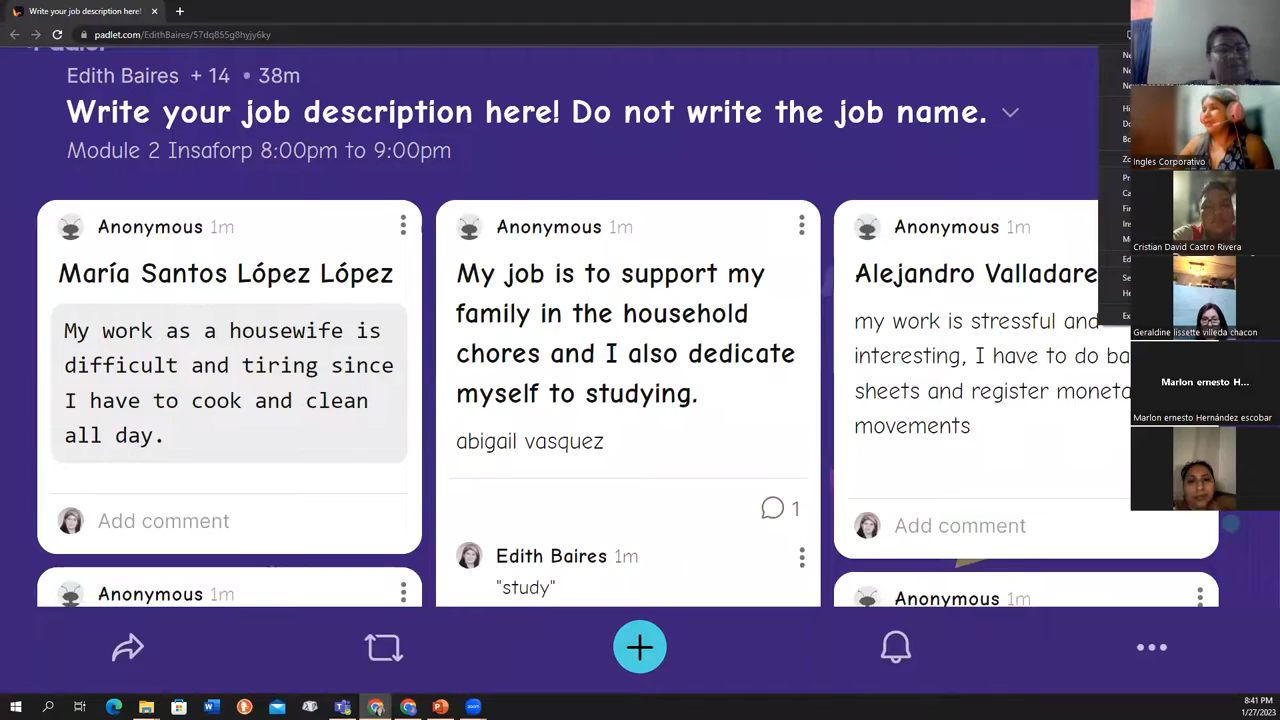 Write your job description here!
padlet.com/EdithBaires/57dq855g8hyjy6ky
Edith Baires + 14 • 38m
Write your job description here! Do not write the job name.
Module 2 Insaforp 8:00pm to 9:00pm
Anonymous 1m
María Santos López López
My work as a housewife is
difficult and tiring since
I have to cook and clean
all day.
Add comment
Anonymous 1m
Anonymous 1m
My job is to support my
family in the household
chores and I also dedicate
myself to studying.
abigail vasquez
1
Edith Baires 1m
"study"
Anonymous 1m
Alejandro Valladare
my work is stressful and
interesting, I have to do ba
sheets and register moneta
movements
Add comment
Anonymous 1m
Ingles Corporativo
Cristian David Castro Rivera
Geraldine lissette villeda chacon
Marlon ernesto H...
Marlon ernesto Hernández escobar
8:41 PM
1/27/2023